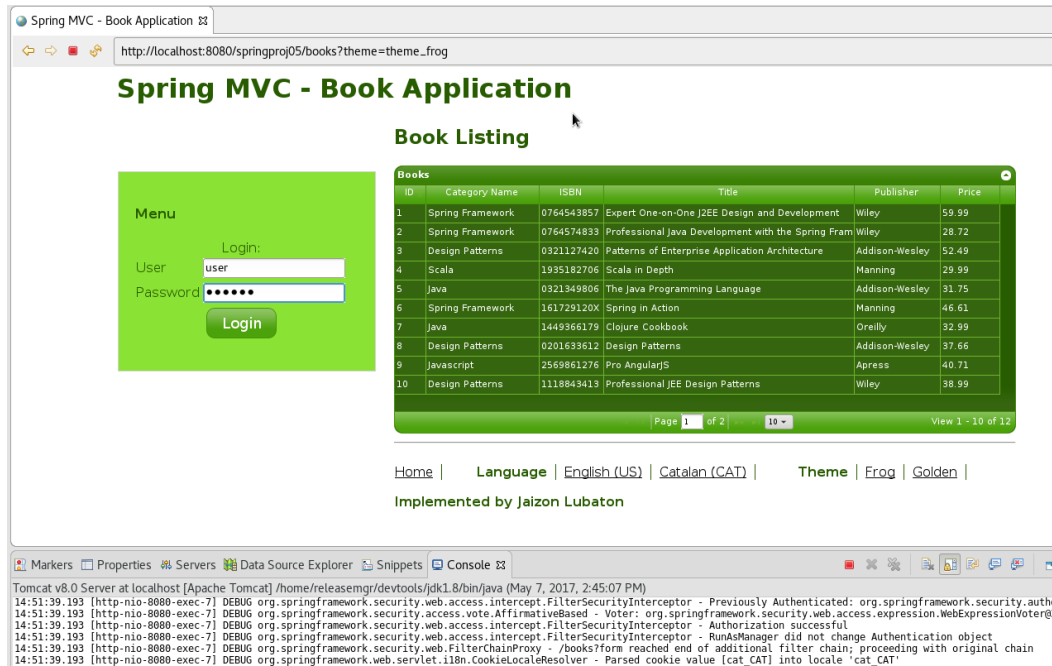 Spring MVC - Book Application
http://localhost:8080/springproj05/books?theme=theme_frog
Spring MVC - Book Application
Book Listing
Menu
Login:
User user
Password ●●●●●●
Login
Books
ID Category Name ISBN Title Publisher Price
1 Spring Framework 0764543857 Expert One-on-One J2EE Design and Development Wiley 59.99
2 Spring Framework 0764574833 Professional Java Development with the Spring Fram Wiley 28.72
3 Design Patterns 0321127420 Patterns of Enterprise Application Architecture Addison-Wesley 52.49
4 Scala 1935182706 Scala in Depth Manning 29.99
5 Java 0321349806 The Java Programming Language Addison-Wesley 31.75
6 Spring Framework 161729120X Spring in Action Manning 46.61
7 Java 1449366179 Clojure Cookbook Oreilly 32.99
8 Design Patterns 0201633612 Design Patterns Addison-Wesley 37.66
9 Javascript 2569861276 Pro AngularJS Apress 40.71
10 Design Patterns 1118843413 Professional JEE Design Patterns Wiley 38.99
Page 1 of 2 10 View 1 - 10 of 12
Home | Language | English (US) | Catalan (CAT) | Theme | Frog | Golden |
Implemented by Jaizon Lubaton
Markers Properties Servers Data Source Explorer Snippets Console
Tomcat v8.0 Server at localhost [Apache Tomcat] /home/releasemgr/devtools/jdk1.8/bin/java (May 7, 2017, 2:45:07 PM)
14:51:39.193 [http-nio-8080-exec-7] DEBUG org.springframework.security.web.access.intercept.FilterSecurityInterceptor - Previously Authenticated: org.springframework.security.auth
14:51:39.193 [http-nio-8080-exec-7] DEBUG org.springframework.security.access.vote.AffirmativeBased - Voter: org.springframework.security.web.access.expression.WebExpressionVoter@
14:51:39.193 [http-nio-8080-exec-7] DEBUG org.springframework.security.web.access.intercept.FilterSecurityInterceptor - Authorization successful
14:51:39.193 [http-nio-8080-exec-7] DEBUG org.springframework.security.web.access.intercept.FilterSecurityInterceptor - RunAsManager did not change Authentication object
14:51:39.193 [http-nio-8080-exec-7] DEBUG org.springframework.security.web.FilterChainProxy - /books?form reached end of additional filter chain; proceeding with original chain
14:51:39.193 [http-nio-8080-exec-7] DEBUG org.springframework.web.servlet.i18n.CookieLocaleResolver - Parsed cookie value [cat_CAT] into locale 'cat_CAT'